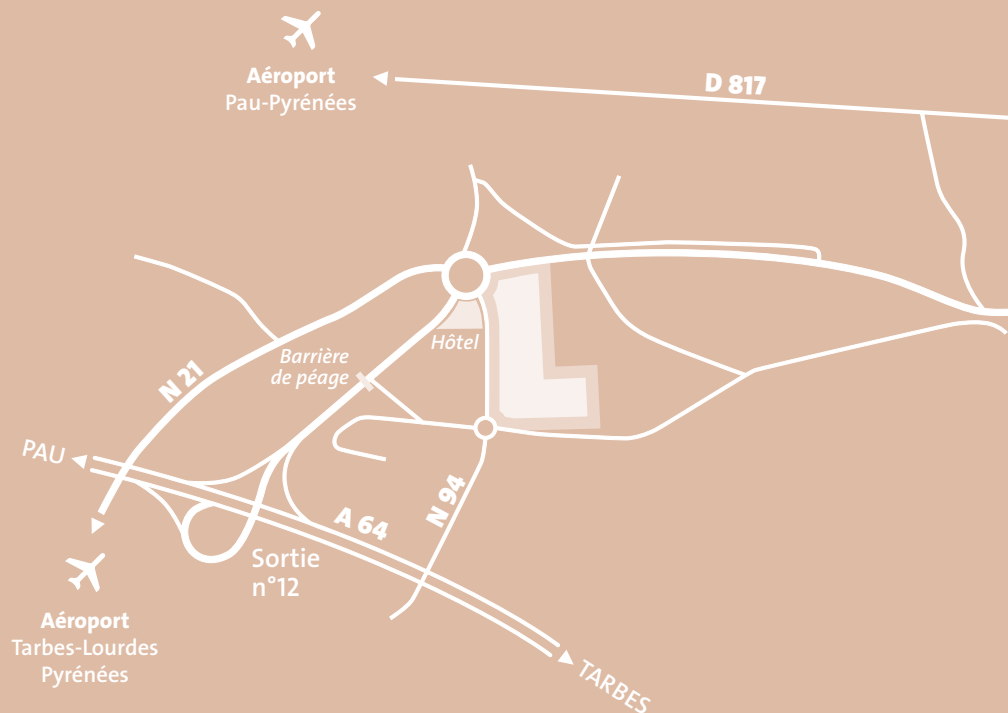 Aéroport
Pau-Pyrénées
D 817
Hôtel
Barrière
de péage
N 21
PAU
N 94
A 64
Sortie
n°12
Aéroport
Tarbes-Lourdes
Pyrénées
TARBES